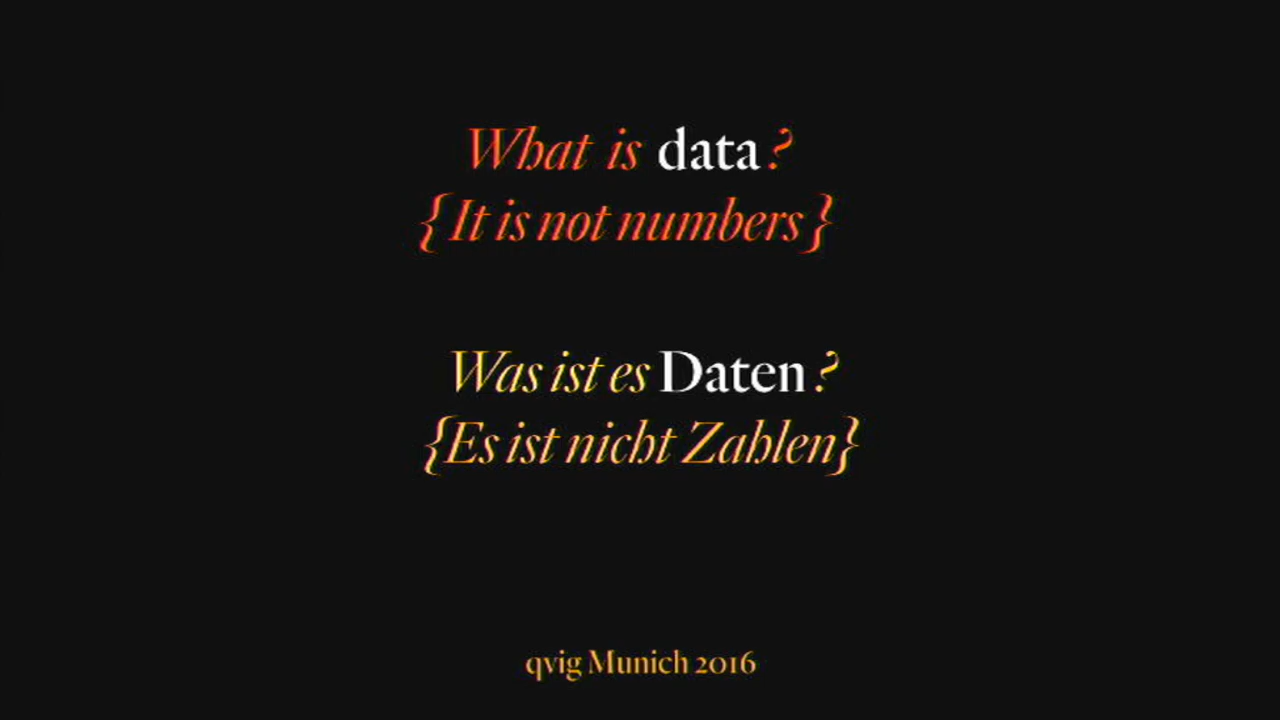 What is data?
{It is not numbers}
Was ist es Daten?
{Es ist nicht Zahlen}
qvig Munich 2016